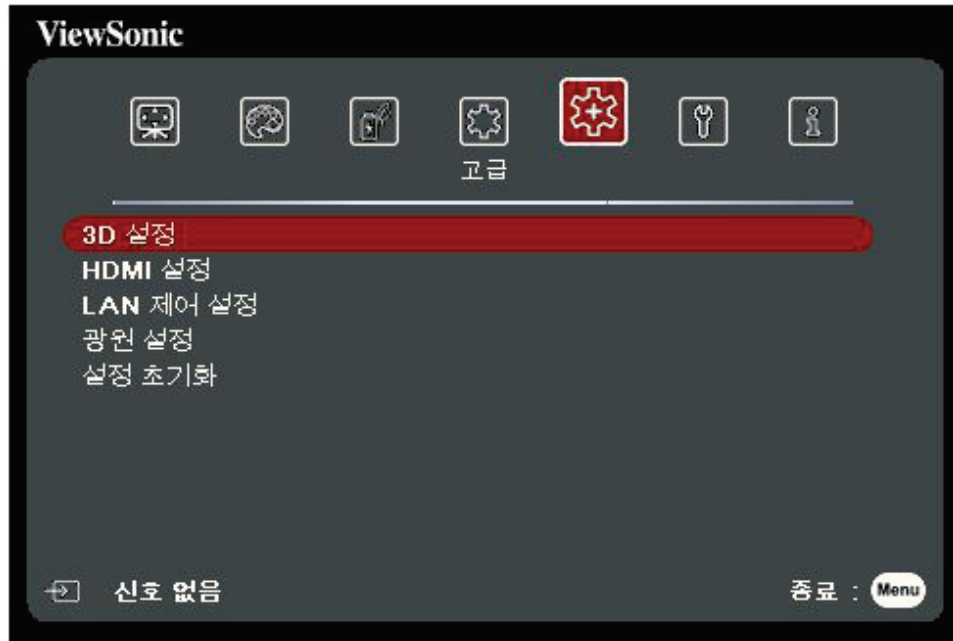 ViewSonic
고급
3D 설정
HDMI 설정
LAN 제어 설정
광원 설정
설정 초기화
신호 없음
종료 : Menu